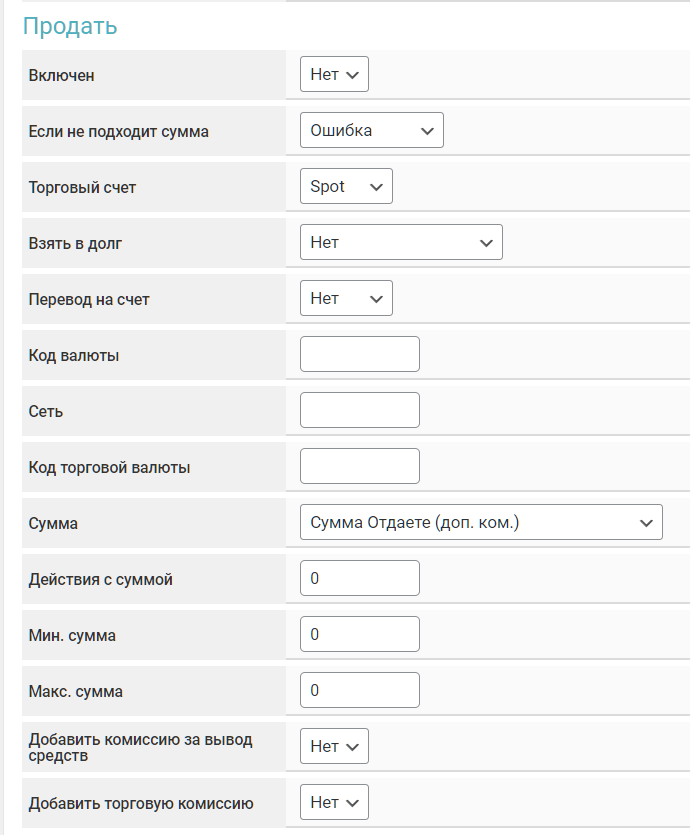 Продать
Включен
Нет
Если не подходит сумма
Ошибка
Торговый счет
Spot
Взять в долг
Нет
Перевод на счет
Нет
Код валюты
Сеть
Код торговой валюты
Сумма
Сумма Отдаете (доп. ком.)
Действия с суммой
0
Мин. сумма
0
Макс. сумма
0
Добавить комиссию за вывод
средств
Нет
Добавить торговую комиссию
Нет